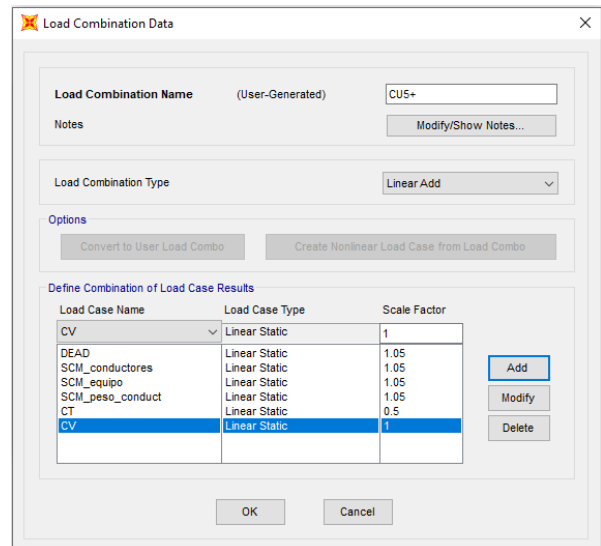 Load Combination Data
Load Combination Name (User-Generated) CU5+
Notes Modify/Show Notes...
Load Combination Type Linear Add
Options
Convert to User Load Combo Create Nonlinear Load Case from Load Combo
Define Combination of Load Case Results
Load Case Name Load Case Type Scale Factor
CV Linear Static 1
DEAD Linear Static 1.05
SCM_conductores Linear Static 1.05
SCM_equipo Linear Static 1.05
SCM_peso_conduct Linear Static 1.05
CT Linear Static 0.5
CV Linear Static 1
Add
Modify
Delete
OK Cancel